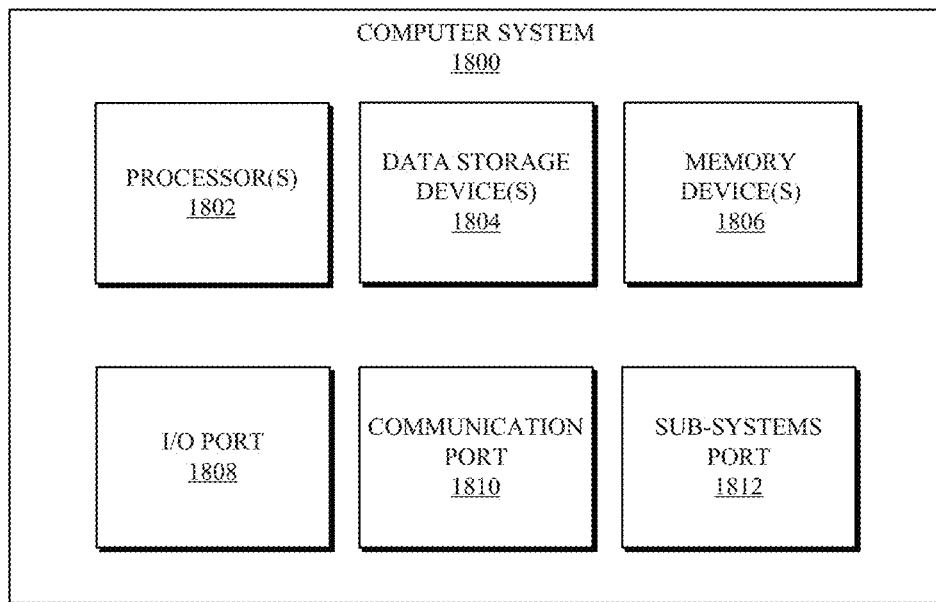 COMPUTER SYSTEM
1800
PROCESSOR(S)
1802
DATA STORAGE
DEVICE(S)
1804
MEMORY
DEVICE(S)
1806
I/O PORT
1808
COMMUNICATION
PORT
1810
SUB-SYSTEMS
PORT
1812